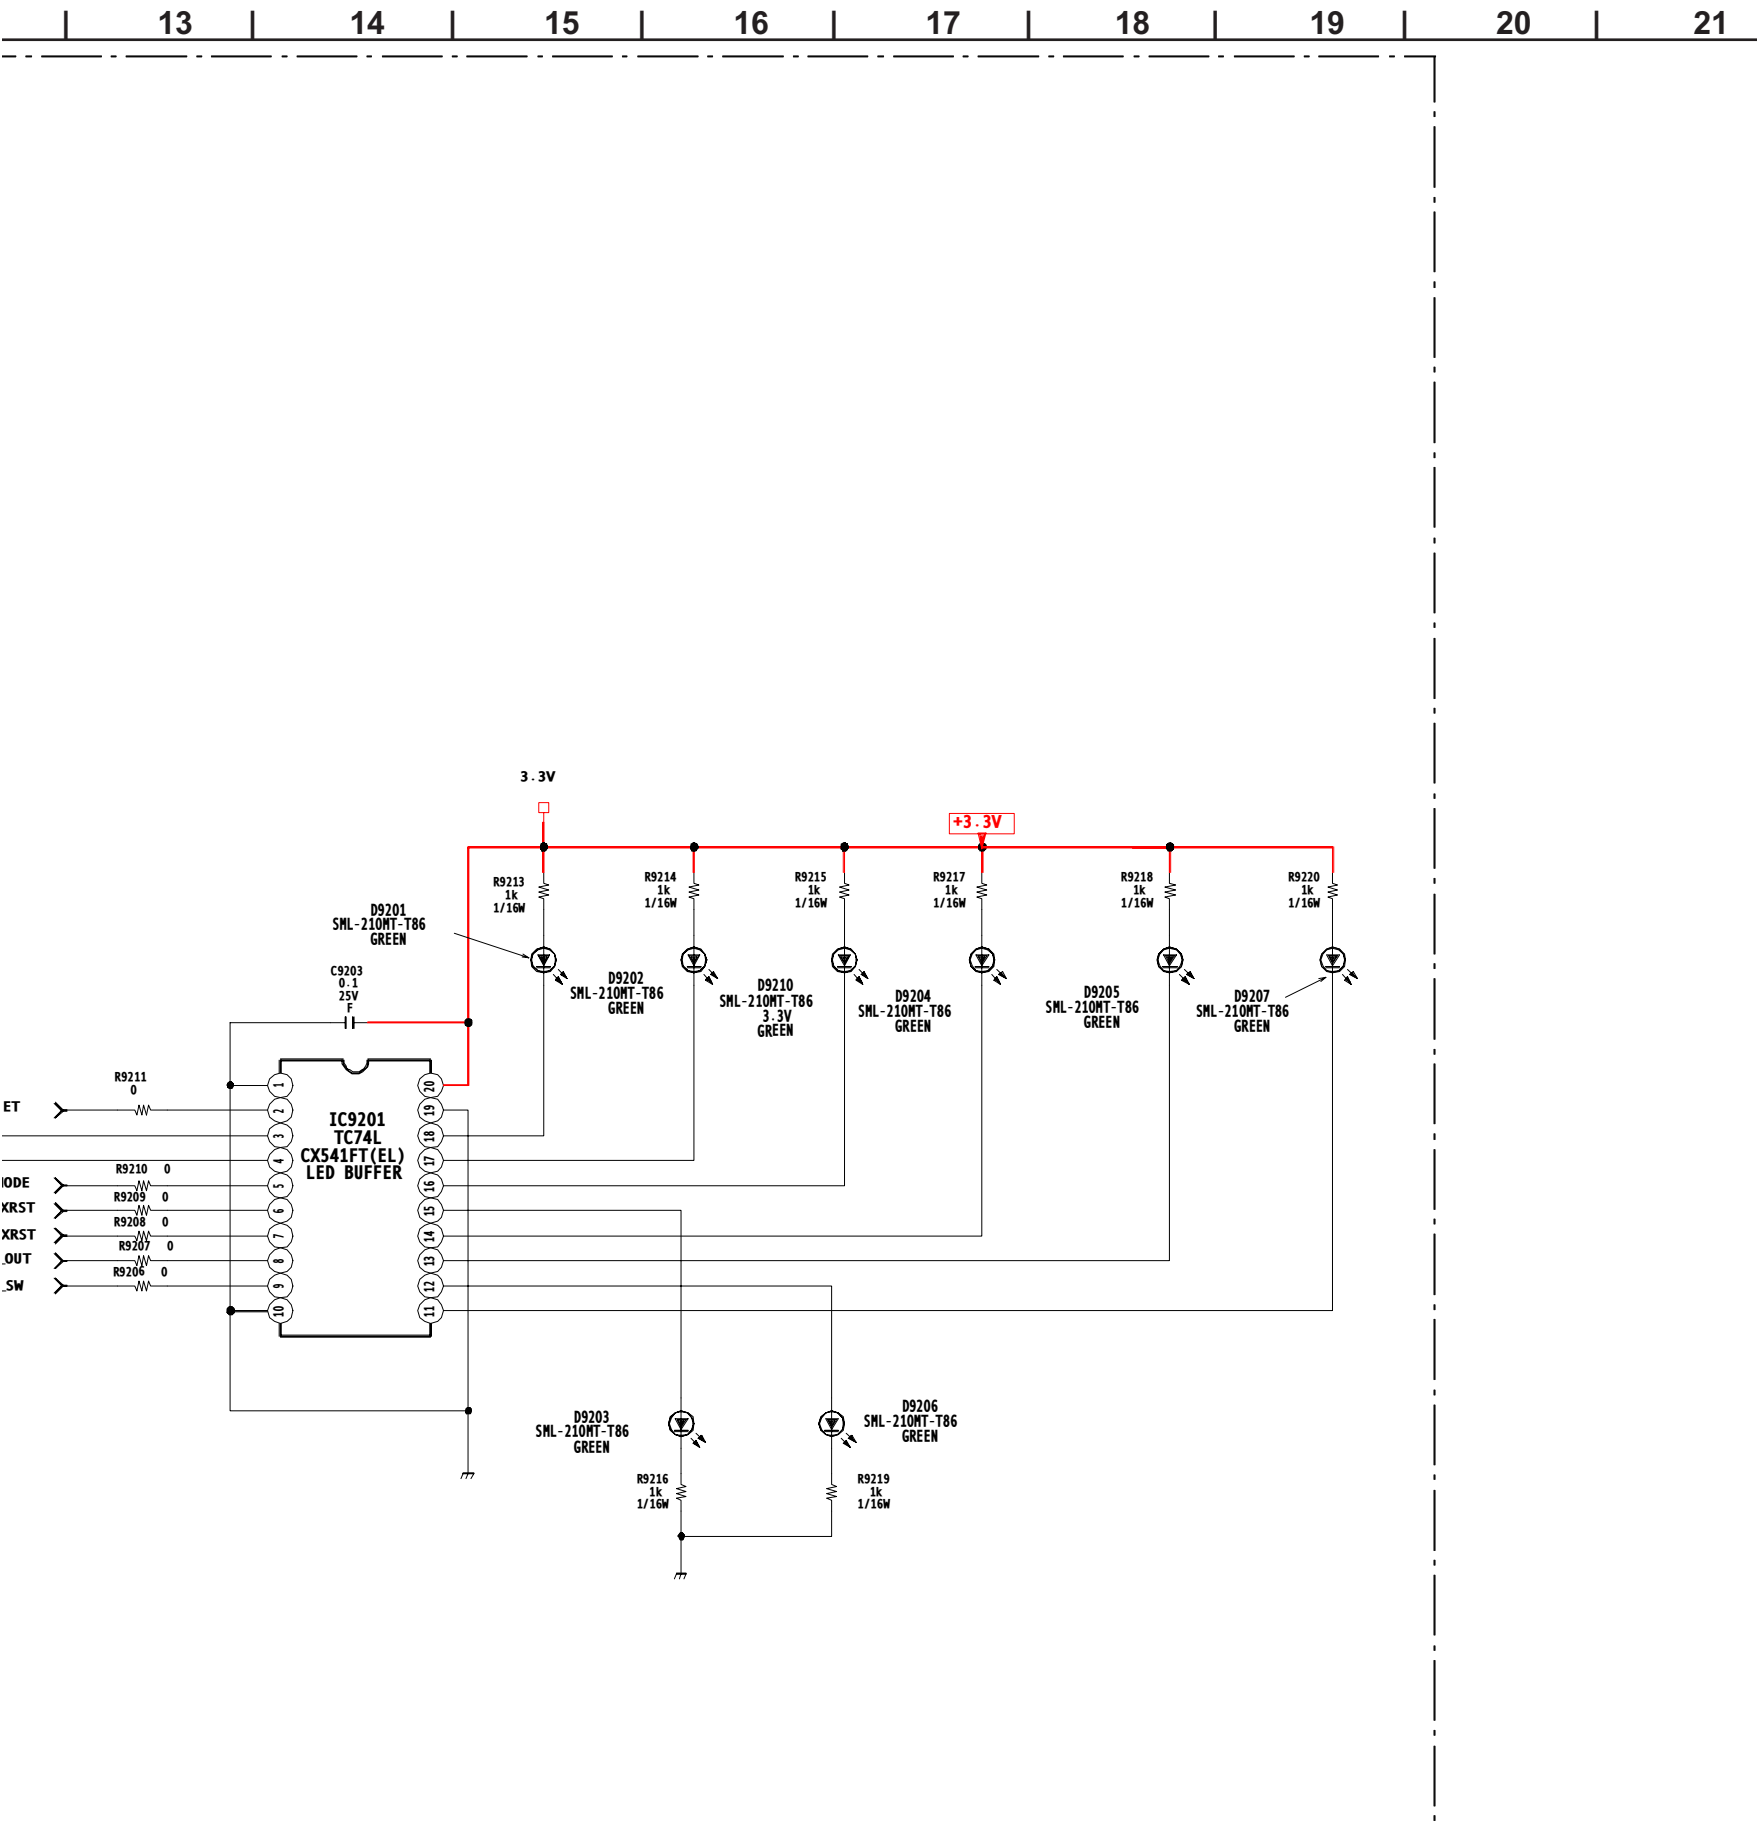 13 14 15 16 17 18 19 20 21
3.3V
+3.3V
R9213
1k
1/16W
R9214
1k
1/16W
R9215
1k
1/16W
R9217
1k
1/16W
R9218
1k
1/16W
R9220
1k
1/16W
D9201
SML-210MT-T86
GREEN
D9202
SML-210MT-T86
GREEN
D9210
SML-210MT-T86
3.3V
GREEN
D9204
SML-210MT-T86
GREEN
D9205
SML-210MT-T86
GREEN
D9207
SML-210MT-T86
GREEN
C9203
0.1
25V
F
R9211
0
ET
R9210 0
IODE
R9209 0
XRST
R9208 0
XRST
R9207 0
_OUT
R9206 0
_SW
1
2
3
4
5
6
7
8
9
10
IC9201
TC74L
CX541FT(EL)
LED BUFFER
20
19
18
17
16
15
14
13
12
11
D9203
SML-210MT-T86
GREEN
D9206
SML-210MT-T86
GREEN
R9216
1k
1/16W
R9219
1k
1/16W